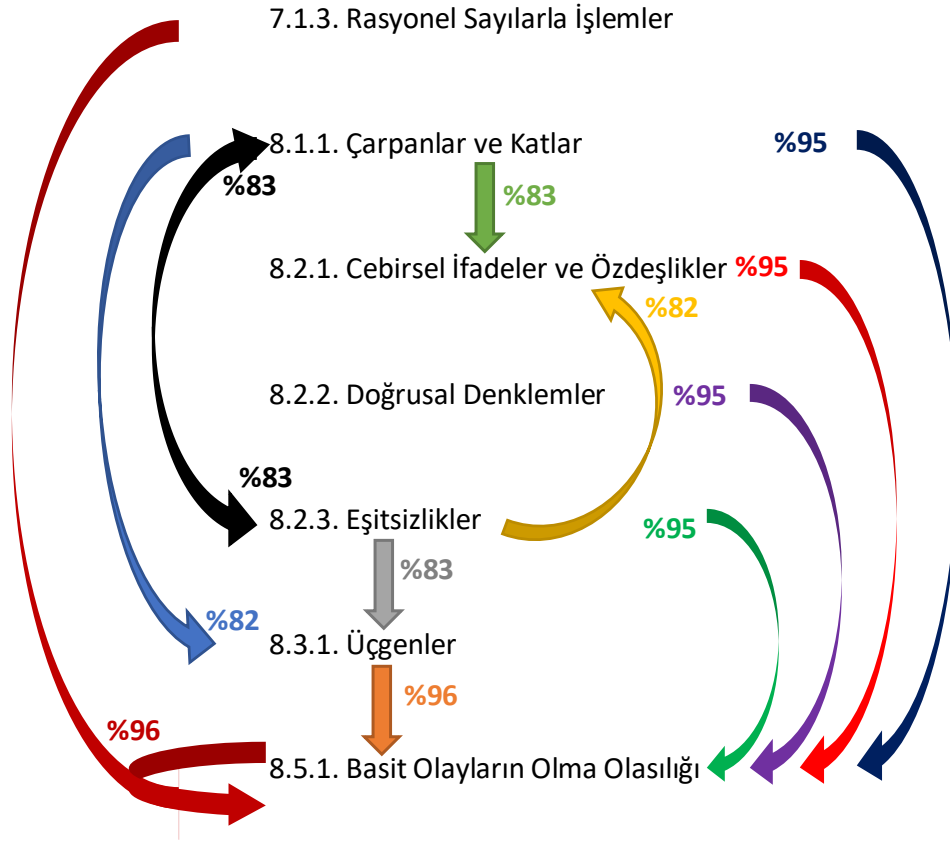 7.1.3. Rasyonel Sayılarla İşlemler
8.1.1. Çarpanlar ve Katlar
%95
%83
%83
8.2.1. Cebirsel İfadeler ve Özdeşlikler
%95
%82
8.2.2. Doğrusal Denklemler
%95
%83
8.2.3. Eşitsizlikler
%95
%83
%82
8.3.1. Üçgenler
%96
%96
8.5.1. Basit Olayların Olma Olasılığı